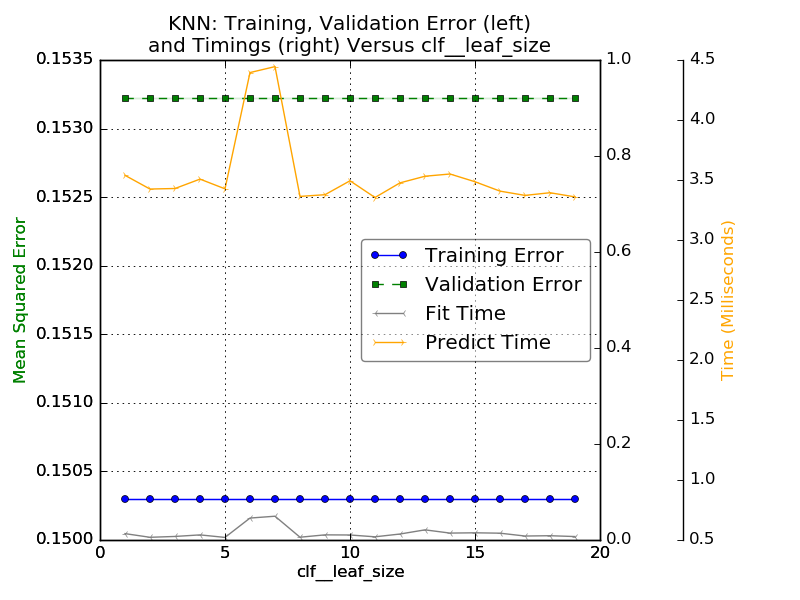 KNN: Training, Validation Error (left)
and Timings (right) Versus clf__leaf_size
Mean Squared Error
0.1535
0.1530
0.1525
0.1520
0.1515
0.1510
0.1505
0.1500
Training Error
Validation Error
Fit Time
Predict Time
1.0
0.8
0.6
0.4
0.2
0.0
4.5
4.0
3.5
3.0
2.5
2.0
1.5
1.0
0.5
Time (Milliseconds)
0 5 10 15 20
clf__leaf_size